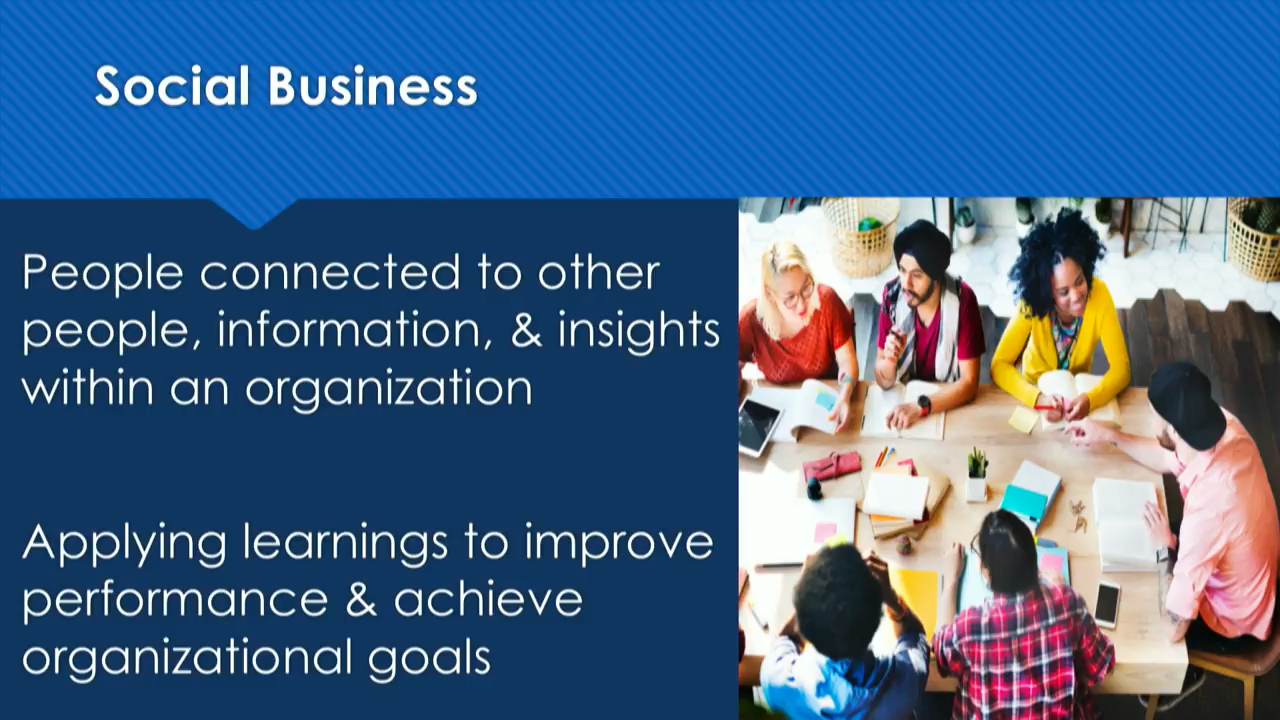 Social Business
People connected to other
people, information, & insights
within an organization
Applying learnings to improve
performance & achieve
organizational goals